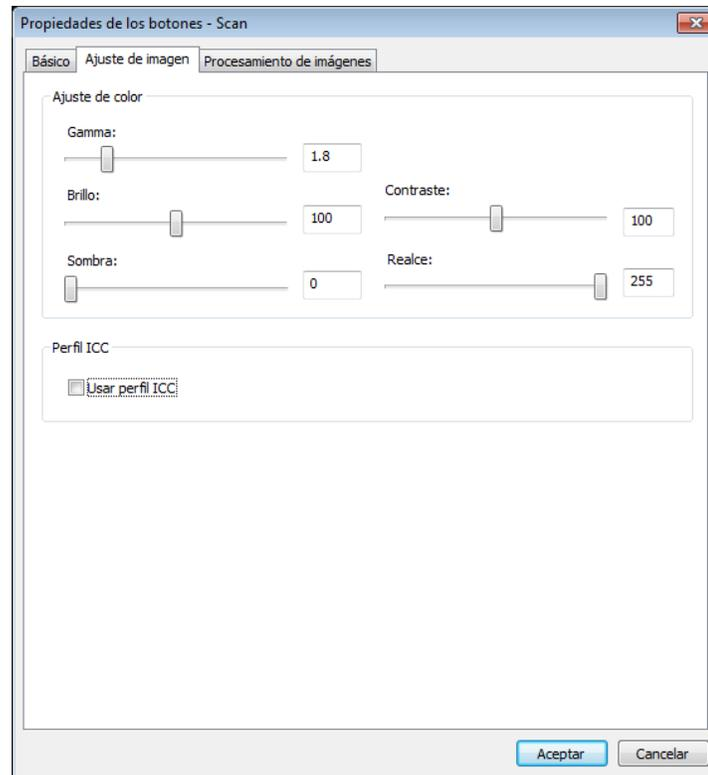 Propiedades de los botones - Scan
Básico Ajuste de imagen Procesamiento de imágenes
Ajuste de color
Gamma:
1.8
Brillo: Contraste:
100 100
Sombra: Realce:
0 255
Perfil ICC
Usar perfil ICC
Aceptar Cancelar